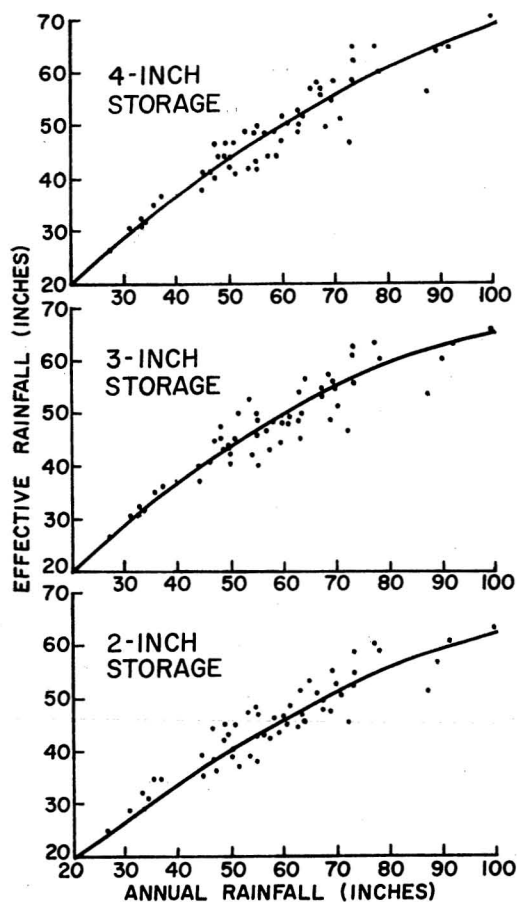 EFFECTIVE RAINFALL (INCHES)
70
4-INCH
STORAGE
60
50
40
30
20
30 40 50 60 70 80 90 100
70
3-INCH
STORAGE
60
50
40
30
20
30 40 50 60 70 80 90 100
70
2-INCH
STORAGE
60
50
40
30
20
20 30 40 50 60 70 80 90 100
ANNUAL RAINFALL (INCHES)